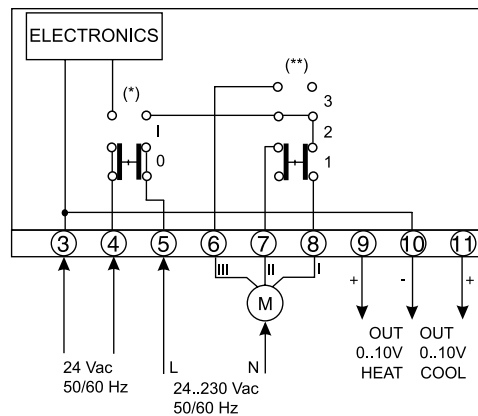 ELECTRONICS
(*)
(**)
3
I
2
0
1
3 4 5 6 7 8 9 10 11
III II I
M
+ - +
24 Vac
50/60 Hz
L
N
24..230 Vac
50/60 Hz
OUT
0..10V
HEAT
OUT
0..10V
COOL